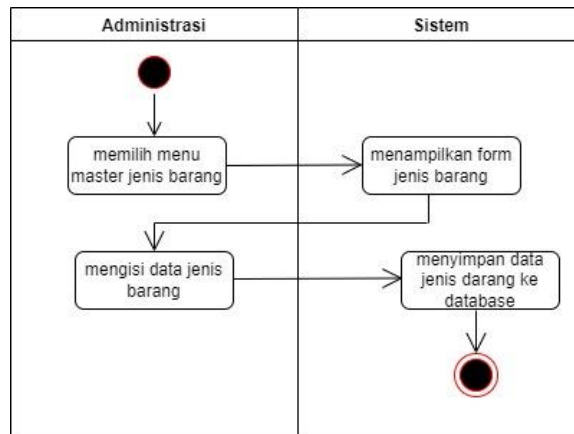 Administrasi
Sistem
memilih menu
master jenis barang
menampilkan form
jenis barang
mengisi data jenis
barang
menyimpan data
jenis darang ke
database